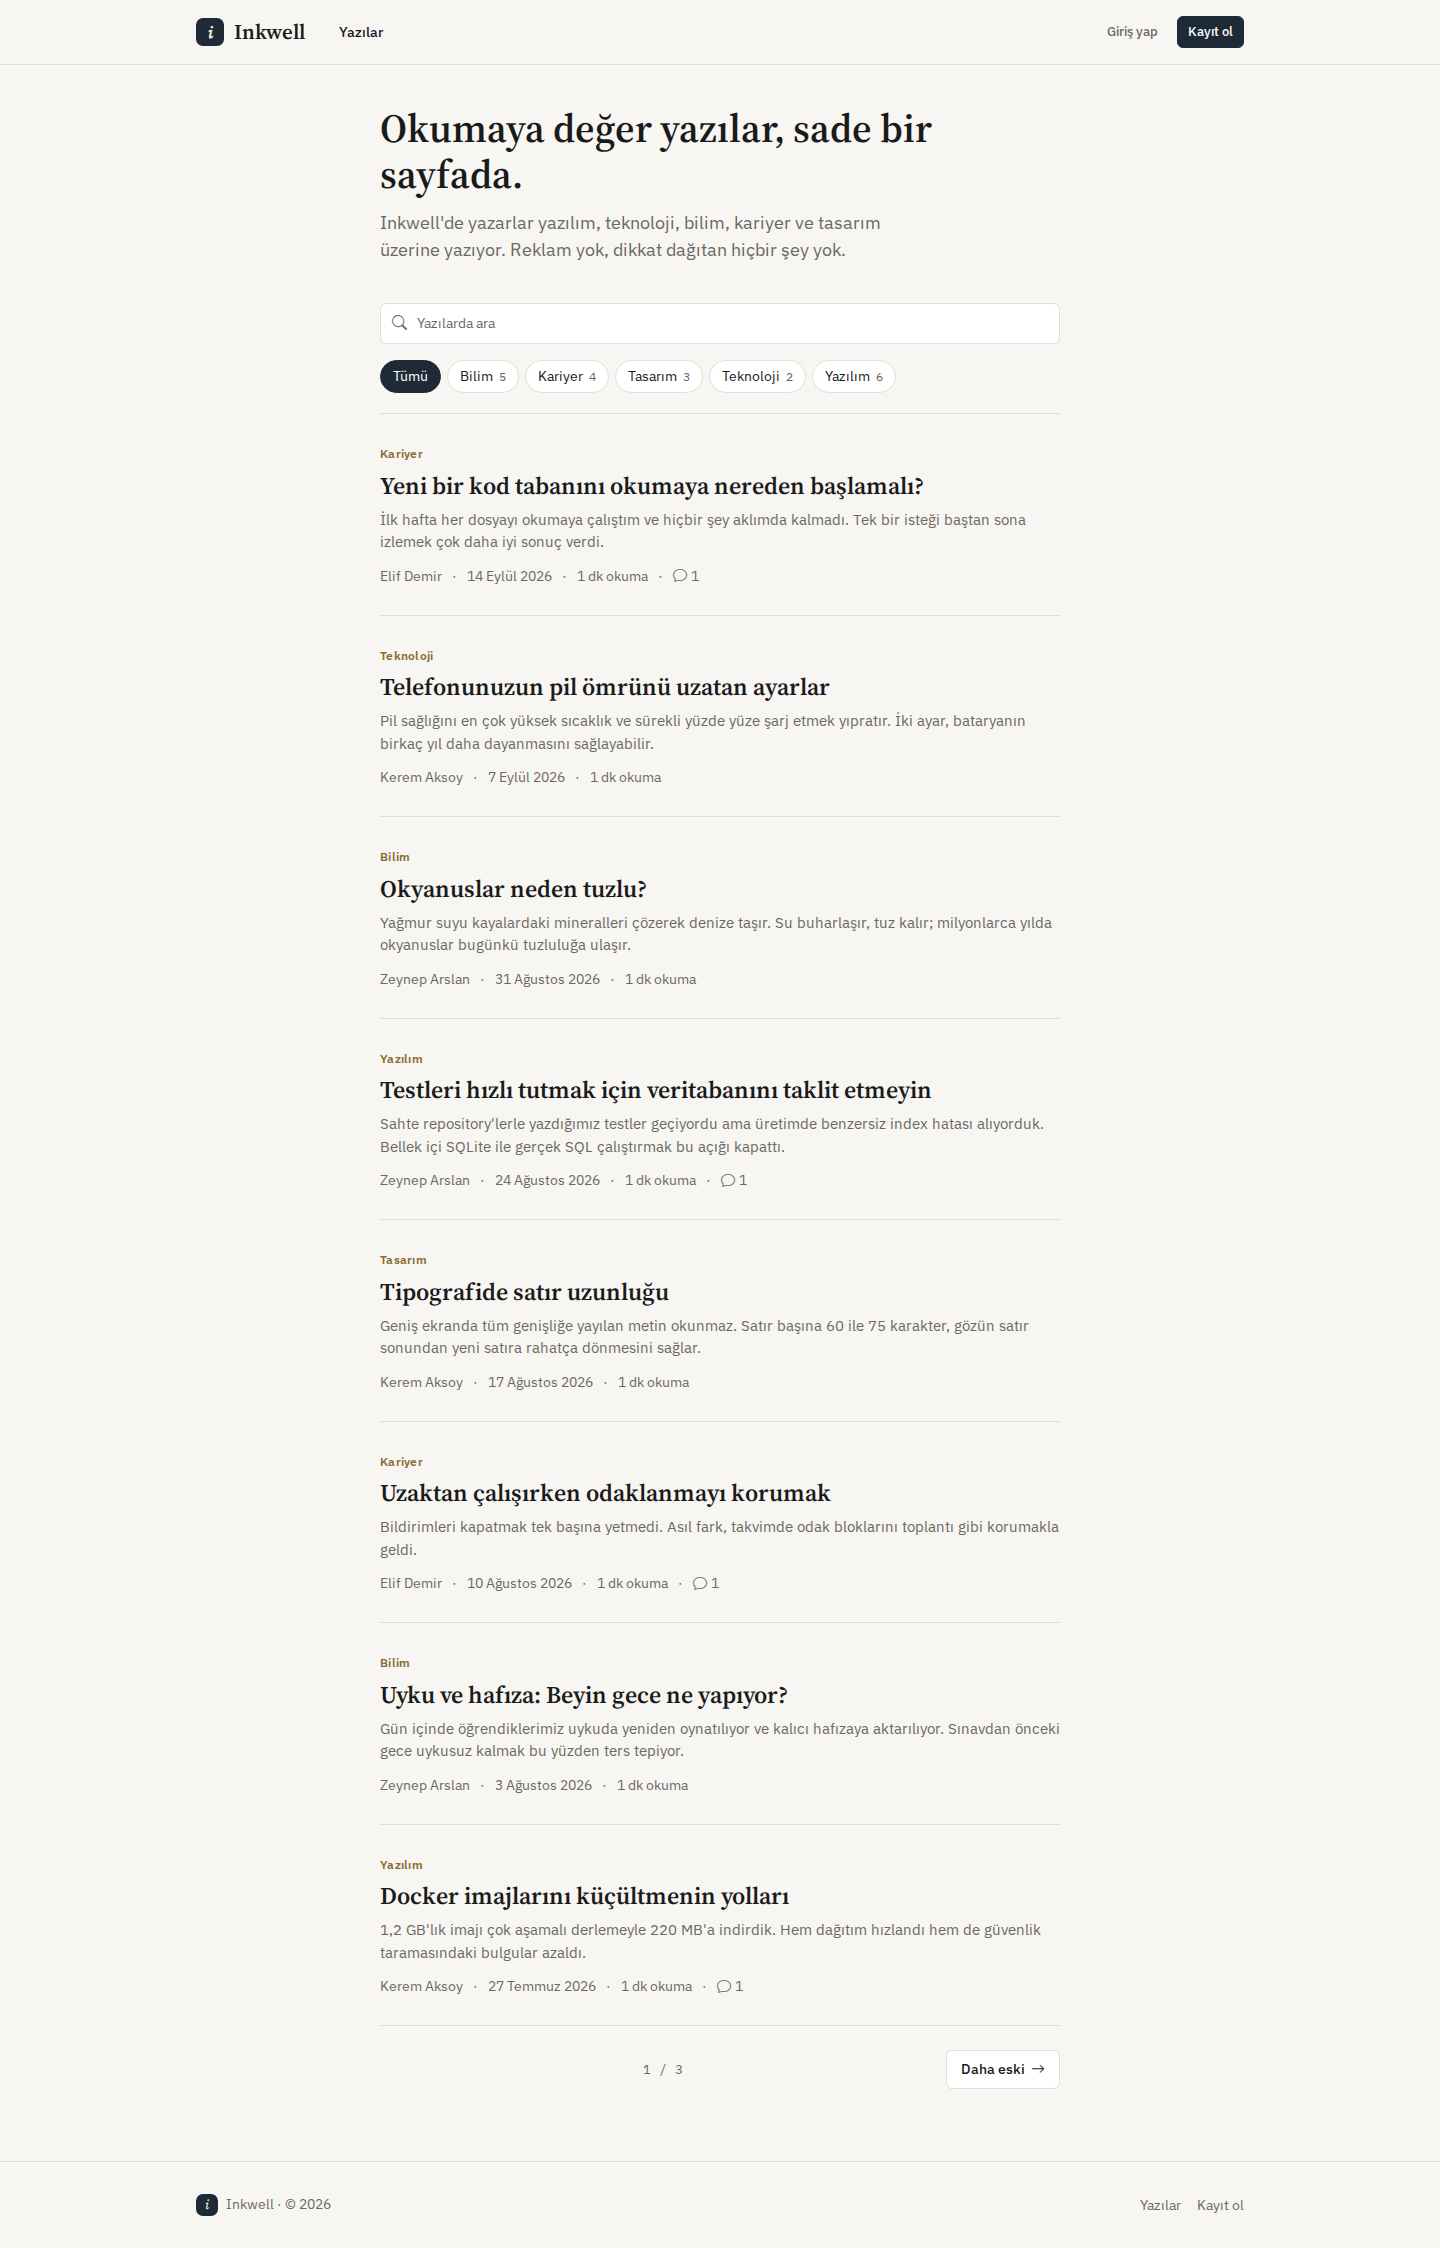 i Inkwell Yazılar Giriş yap Kayıt ol
Okumaya değer yazılar, sade bir
sayfada.
Inkwell'de yazarlar yazılım, teknoloji, bilim, kariyer ve tasarım
üzerine yazıyor. Reklam yok, dikkat dağıtan hiçbir şey yok.
Yazılarda ara
Tümü Bilim 5 Kariyer 4 Tasarım 3 Teknoloji 2 Yazılım 6
Kariyer
Yeni bir kod tabanını okumaya nereden başlamalı?
İlk hafta her dosyayı okumaya çalıştım ve hiçbir şey aklımda kalmadı. Tek bir isteği baştan sona
izlemek çok daha iyi sonuç verdi.
Elif Demir · 14 Eylül 2026 · 1 dk okuma · 1
Teknoloji
Telefonunuzun pil ömrünü uzatan ayarlar
Pil sağlığını en çok yüksek sıcaklık ve sürekli yüzde yüze şarj etmek yıpratır. İki ayar, bataryanın
birkaç yıl daha dayanmasını sağlayabilir.
Kerem Aksoy · 7 Eylül 2026 · 1 dk okuma
Bilim
Okyanuslar neden tuzlu?
Yağmur suyu kayalardaki mineralleri çözerek denize taşır. Su buharlaşır, tuz kalır; milyonlarca yılda
okyanuslar bugünkü tuzluluğa ulaşır.
Zeynep Arslan · 31 Ağustos 2026 · 1 dk okuma
Yazılım
Testleri hızlı tutmak için veritabanını taklit etmeyin
Sahte repository'lerle yazdığımız testler geçiyordu ama üretimde benzersiz index hatası alıyorduk.
Bellek içi SQLite ile gerçek SQL çalıştırmak bu açığı kapattı.
Zeynep Arslan · 24 Ağustos 2026 · 1 dk okuma · 1
Tasarım
Tipografide satır uzunluğu
Geniş ekranda tüm genişliğe yayılan metin okunmaz. Satır başına 60 ile 75 karakter, gözün satır
sonundan yeni satıra rahatça dönmesini sağlar.
Kerem Aksoy · 17 Ağustos 2026 · 1 dk okuma
Kariyer
Uzaktan çalışırken odaklanmayı korumak
Bildirimleri kapatmak tek başına yetmedi. Asıl fark, takvimde odak bloklarını toplantı gibi korumakla
geldi.
Elif Demir · 10 Ağustos 2026 · 1 dk okuma · 1
Bilim
Uyku ve hafıza: Beyin gece ne yapıyor?
Gün içinde öğrendiklerimiz uykuda yeniden oynatılıyor ve kalıcı hafızaya aktarılıyor. Sınavdan önceki
gece uykusuz kalmak bu yüzden ters tepiyor.
Zeynep Arslan · 3 Ağustos 2026 · 1 dk okuma
Yazılım
Docker imajlarını küçültmenin yolları
1,2 GB'lık imajı çok aşamalı derlemeyle 220 MB'a indirdik. Hem dağıtım hızlandı hem de güvenlik
taramasındaki bulgular azaldı.
Kerem Aksoy · 27 Temmuz 2026 · 1 dk okuma · 1
1 / 3 Daha eski →
i Inkwell · © 2026 Yazılar Kayıt ol